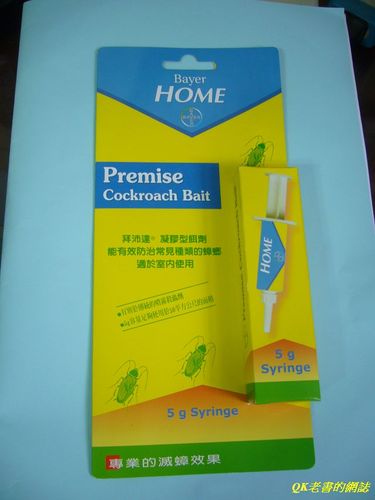 Bayer
HOME
BAYER
Premise
Cockroach Bait
拜沛達® 凝膠型餌劑
能有效防治常見種類的蟑螂
適於室內使用
HOME
5 g
Syringe
5 g Syringe
專業的滅蟑效果
QK老書的網誌